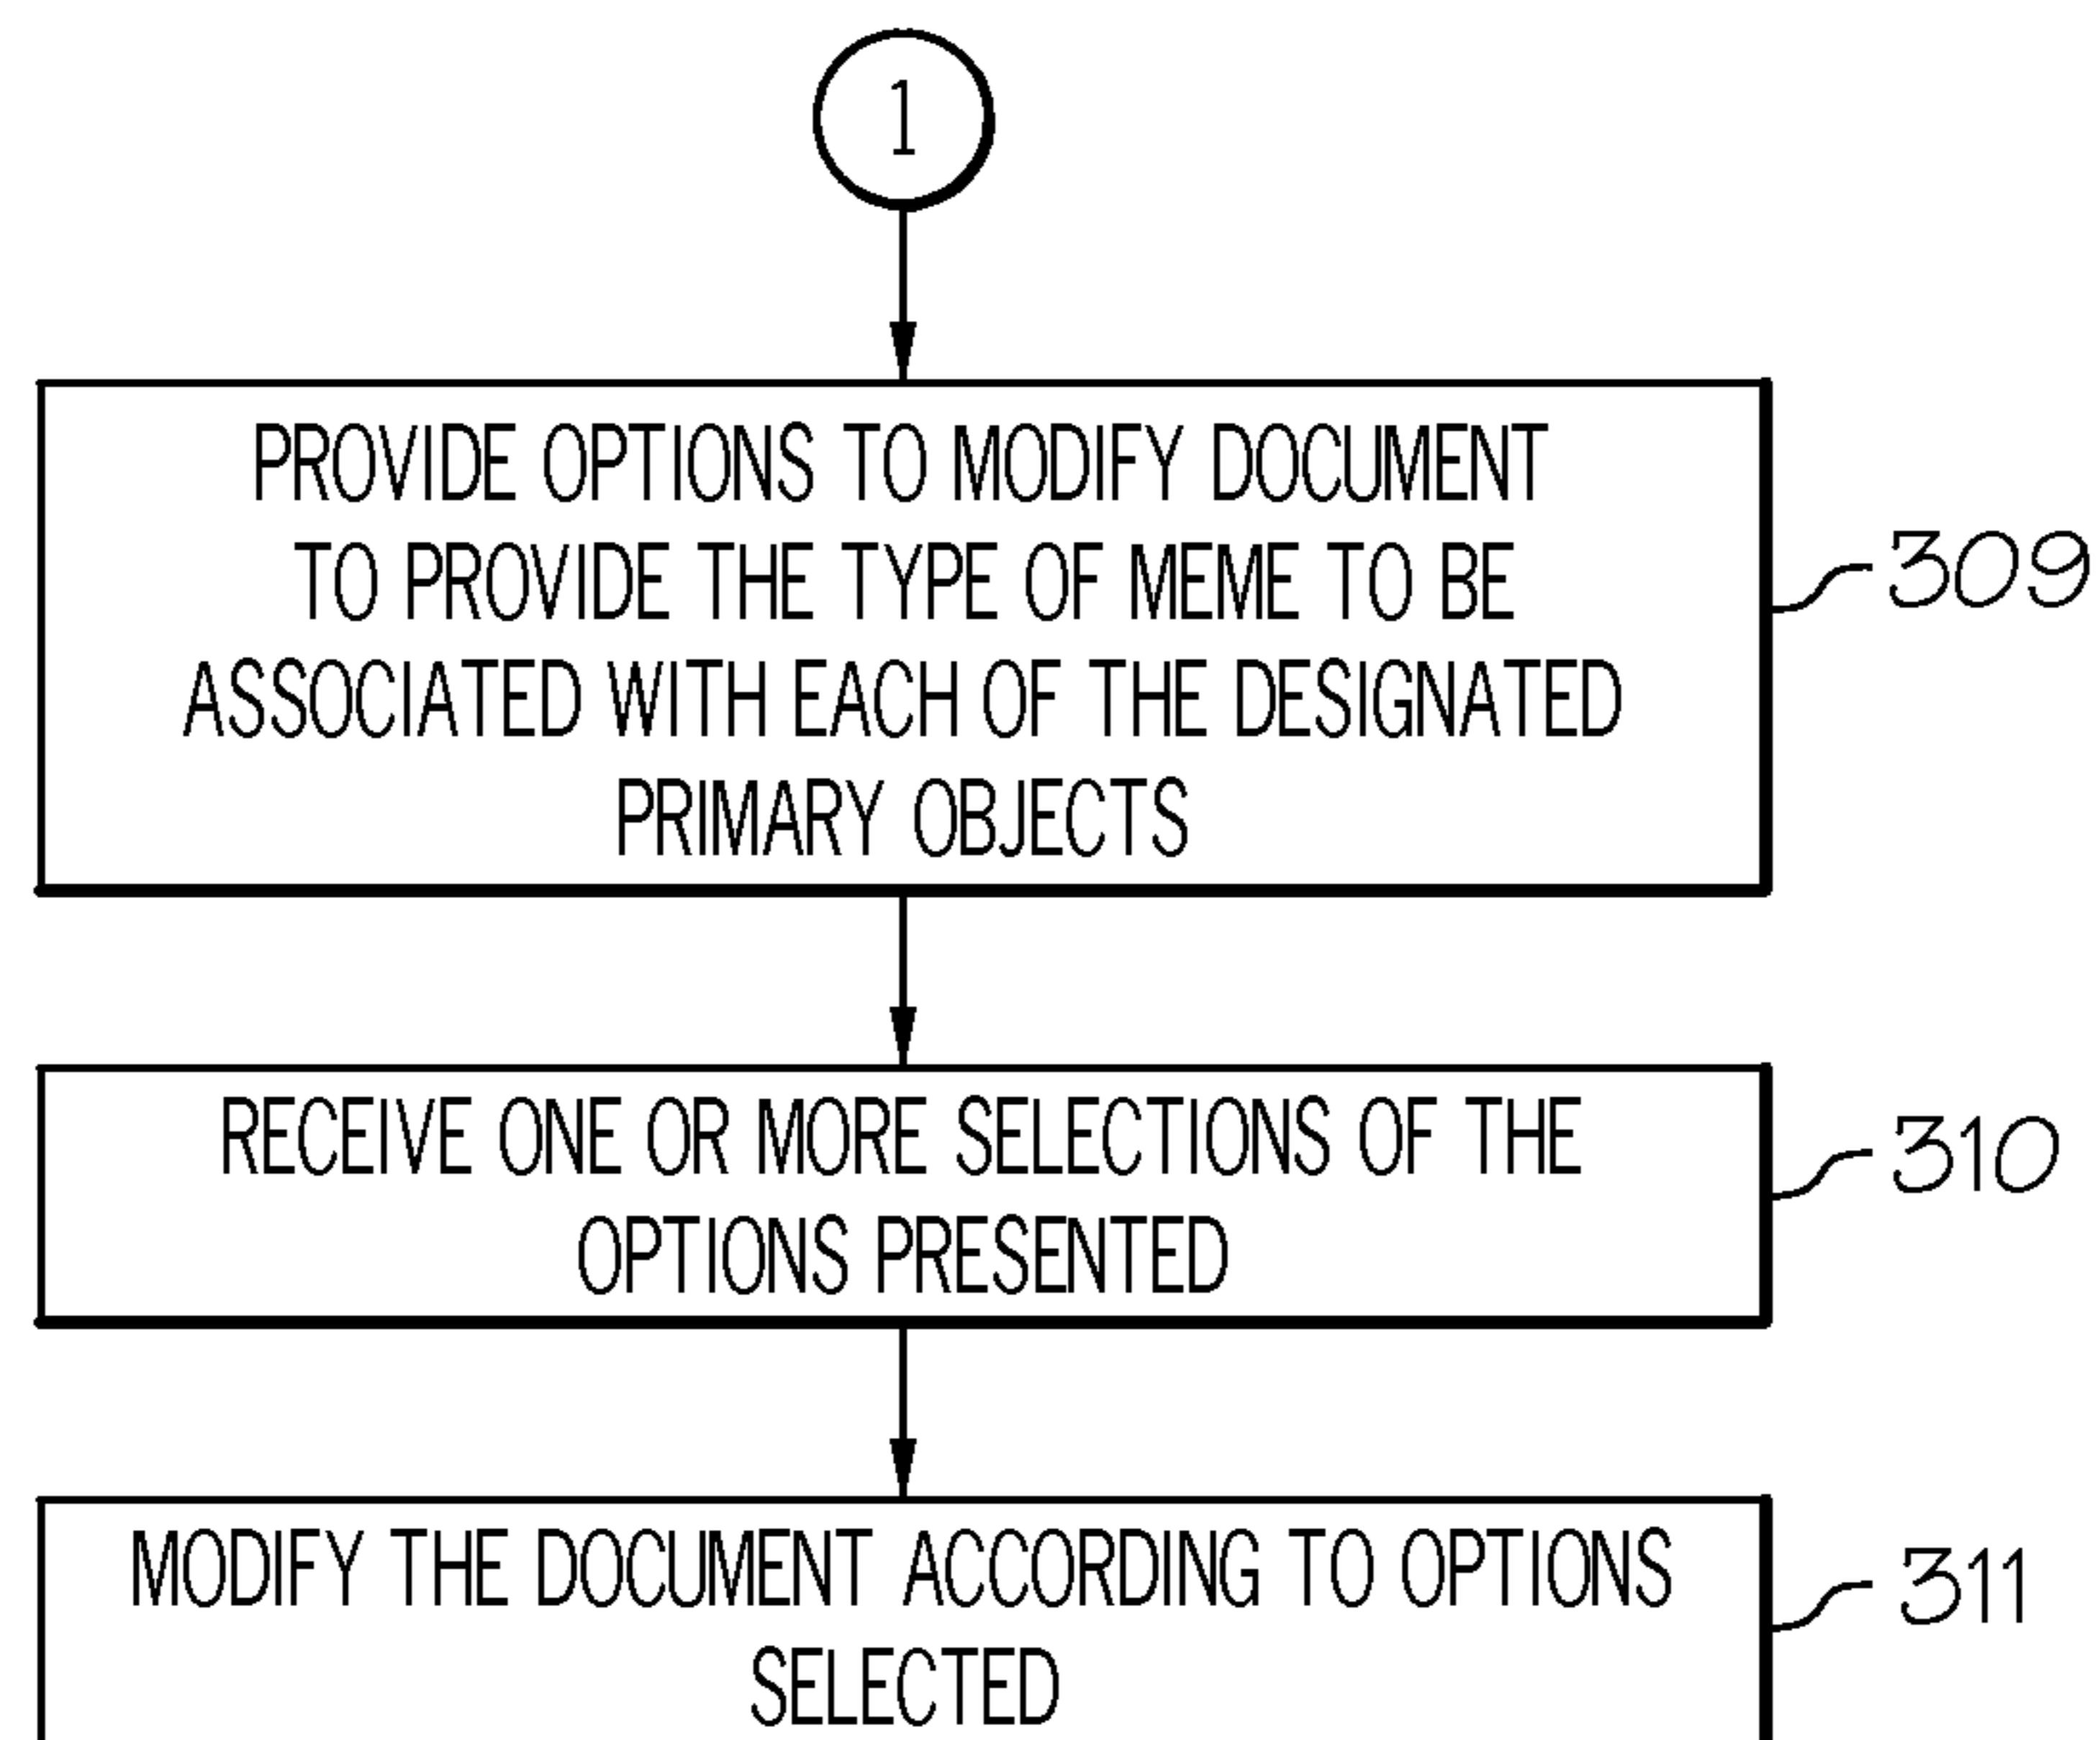 1
PROVIDE OPTIONS TO MODIFY DOCUMENT
TO PROVIDE THE TYPE OF MEME TO BE
ASSOCIATED WITH EACH OF THE DESIGNATED
PRIMARY OBJECTS
309
RECEIVE ONE OR MORE SELECTIONS OF THE
OPTIONS PRESENTED
310
MODIFY THE DOCUMENT ACCORDING TO OPTIONS
SELECTED
311